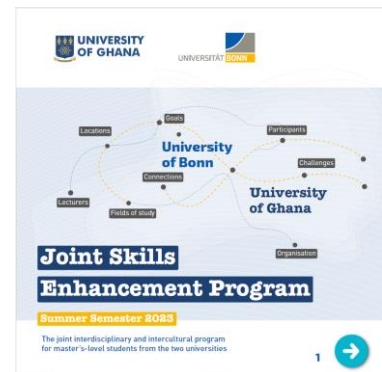 UNIVERSITY
OF GHANA
UNIVERSITÄT BONN
Goals
Locations
Participants
University
of Bonn
Challenges
Connections
University
of Ghana
Lecturers
Fields of study
Organisation
Joint Skills
Enhancement Program
Summer Semester 2023
The joint interdisciplinary and intercultural program
for master's-level students from the two universities
1